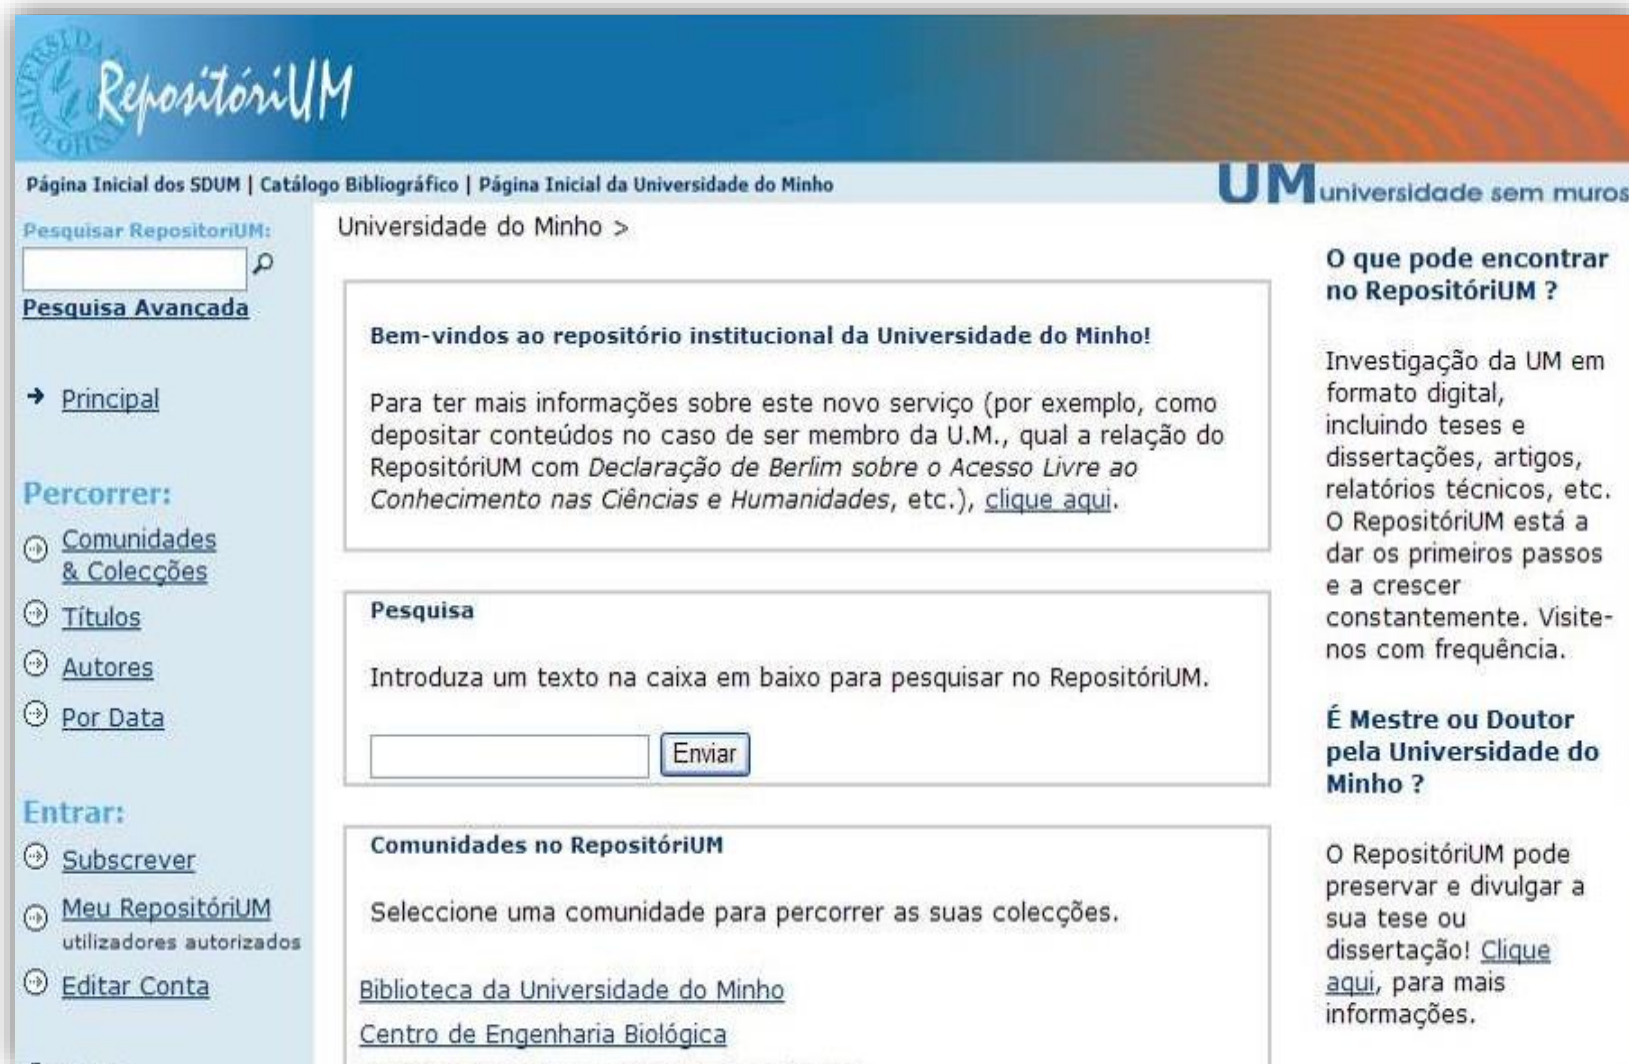 RepositóriUM
Página Inicial dos SDUM | Catálogo Bibliográfico | Página Inicial da Universidade do Minho
UM universidade sem muros
Pesquisar RepositoriUM:
Pesquisa Avançada
Principal
Percorrer:
Comunidades
& Colecções
Títulos
Autores
Por Data
Entrar:
Subscrever
Meu RepositóriUM
utilizadores autorizados
Editar Conta
Universidade do Minho >
Bem-vindos ao repositório institucional da Universidade do Minho!
Para ter mais informações sobre este novo serviço (por exemplo, como
depositar conteúdos no caso de ser membro da U.M., qual a relação do
RepositóriUM com Declaração de Berlim sobre o Acesso Livre ao
Conhecimento nas Ciências e Humanidades, etc.), clique aqui.
Pesquisa
Introduza um texto na caixa em baixo para pesquisar no RepositóriUM.
Enviar
Comunidades no RepositóriUM
Seleccione uma comunidade para percorrer as suas colecções.
Biblioteca da Universidade do Minho
Centro de Engenharia Biológica
O que pode encontrar
no RepositóriUM ?
Investigação da UM em
formato digital,
incluindo teses e
dissertações, artigos,
relatórios técnicos, etc.
O RepositóriUM está a
dar os primeiros passos
e a crescer
constantemente. Visite-
nos com frequência.
É Mestre ou Doutor
pela Universidade do
Minho ?
O RepositóriUM pode
preservar e divulgar a
sua tese ou
dissertação! Clique
aqui, para mais
informações.